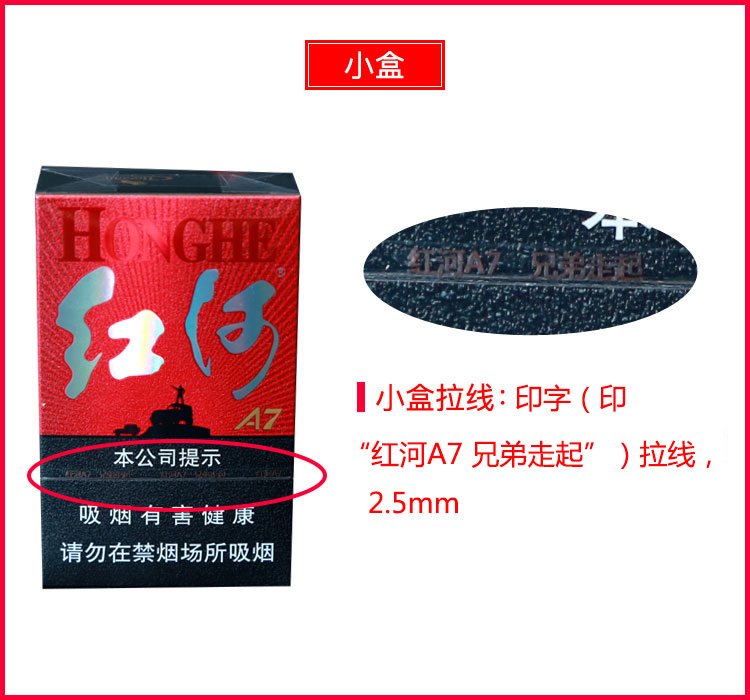 小盒
HONGHE
红河®
A7
本公司提示
吸烟有害健康
请勿在禁烟场所吸烟
本
红河A7 兄弟走起
小盒拉线：印字（印
“红河A7 兄弟走起”）拉线，
2.5mm